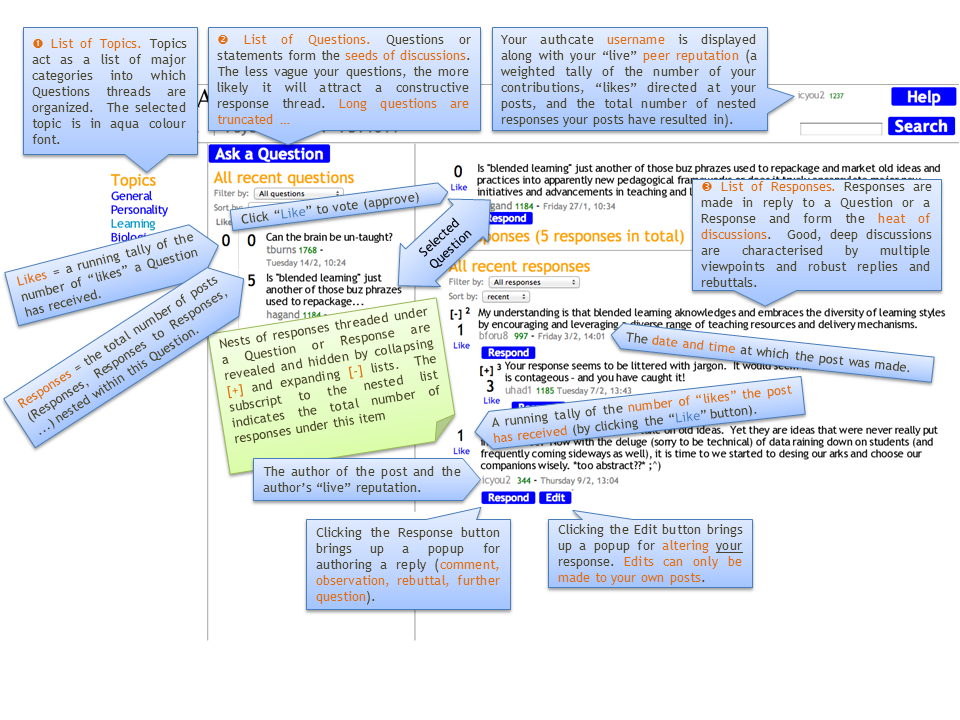 ❶ List of Topics. Topics
act as a list of major
categories into which
Questions threads are
organized. The selected
topic is in aqua colour
font.
❷ List of Questions. Questions or
statements form the seeds of discussions.
The less vague your questions, the more
likely it will attract a constructive
response thread. Long questions are
truncated …
Your authcate username is displayed
along with your “live” peer reputation (a
weighted tally of the number of your
contributions, “likes” directed at your
posts, and the total number of nested
responses your posts have resulted in).
icyou2 1237
Help
Search
Topics
General
Personality
Learning
Ask a Question
All recent questions
Filter by: All questions
Sort by:
Like
0 0 Can the brain be un-taught?
tburns 1768 -
Tuesday 14/2, 10:24
5 Is "blended learning" just
another of those buz phrazes
used to repackage...
hagand 1184 -
Click “Like” to vote (approve)
Selected
Question
Likes = a running tally of the
number of “likes” a Question
has received.
Responses = the total number of posts
(Responses, Responses to Responses,
…) nested within this Question.
Nests of responses threaded under
a Question or Response are
revealed and hidden by collapsing
[+] and expanding [-] lists. The
subscript to the nested list
indicates the total number of
responses under this item
0
Like
Is "blended learning" just another of those buz phrazes used to repackage and market old ideas and
practices into apparently new pedagogical
initiatives and advancements in teaching and
1184 - Friday 27/1, 10:34
(5 responses in total)
All recent responses
Filter by: All responses
Sort by: recent
❸ List of Responses. Responses are
made in reply to a Question or a
Response and form the heat of
discussions. Good, deep discussions
are characterised by multiple
viewpoints and robust replies and
rebuttals.
[-] 2
1
Like
My understanding is that blended learning aknowledges and embraces the diversity of learning styles
by encouraging and leveraging a diverse range of teaching resources and delivery mechanisms.
bforu8 997 - Friday 3/2, 14:01
Respond
The date and time at which the post was made.
[+] 3
3
Like
Your response seems to be littered with jargon. It would
is contageous - and you have caught it!
uhad1 1185 Tuesday 7/2, 13:43
A running tally of the number of “likes” the post
has received (by clicking the “Like” button).
1
Like
old ideas. Yet they are ideas that were never really put
Now with the deluge (sorry to be technical) of data raining down on students (and
frequently coming sideways as well), it is time to we started to desing our arks and choose our
companions wisely. *too abstract??* ;^)
icyou2 344 - Thursday 9/2, 13:04
Respond Edit
The author of the post and the
author’s “live” reputation.
Clicking the Response button
brings up a popup for
authoring a reply (comment,
observation, rebuttal, further
question).
Clicking the Edit button brings
up a popup for altering your
response. Edits can only be
made to your own posts.